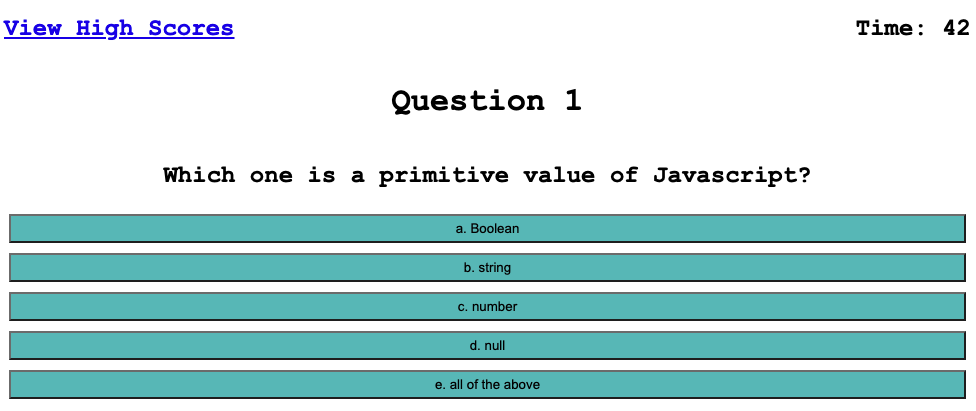 View High Scores
Time: 42
Question 1
Which one is a primitive value of Javascript?
a. Boolean
b. string
c. number
d. null
e. all of the above